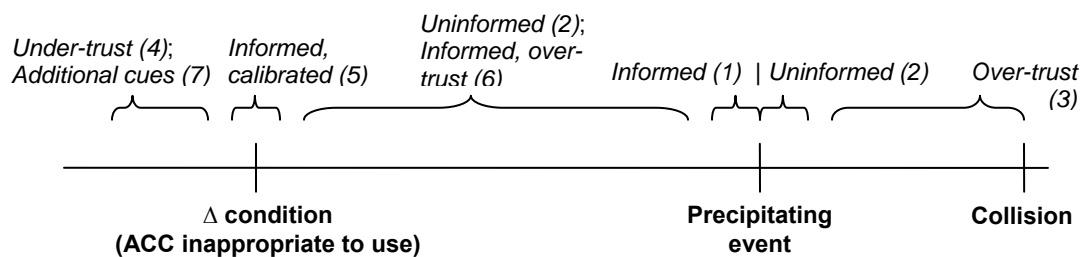 Under-trust (4);
Additional cues (7)
Informed,
calibrated (5)
Uninformed (2);
Informed, over-
trust (6)
Informed (1) | Uninformed (2)
Over-trust
(3)
Δ condition
(ACC inappropriate to use)
Precipitating
event
Collision